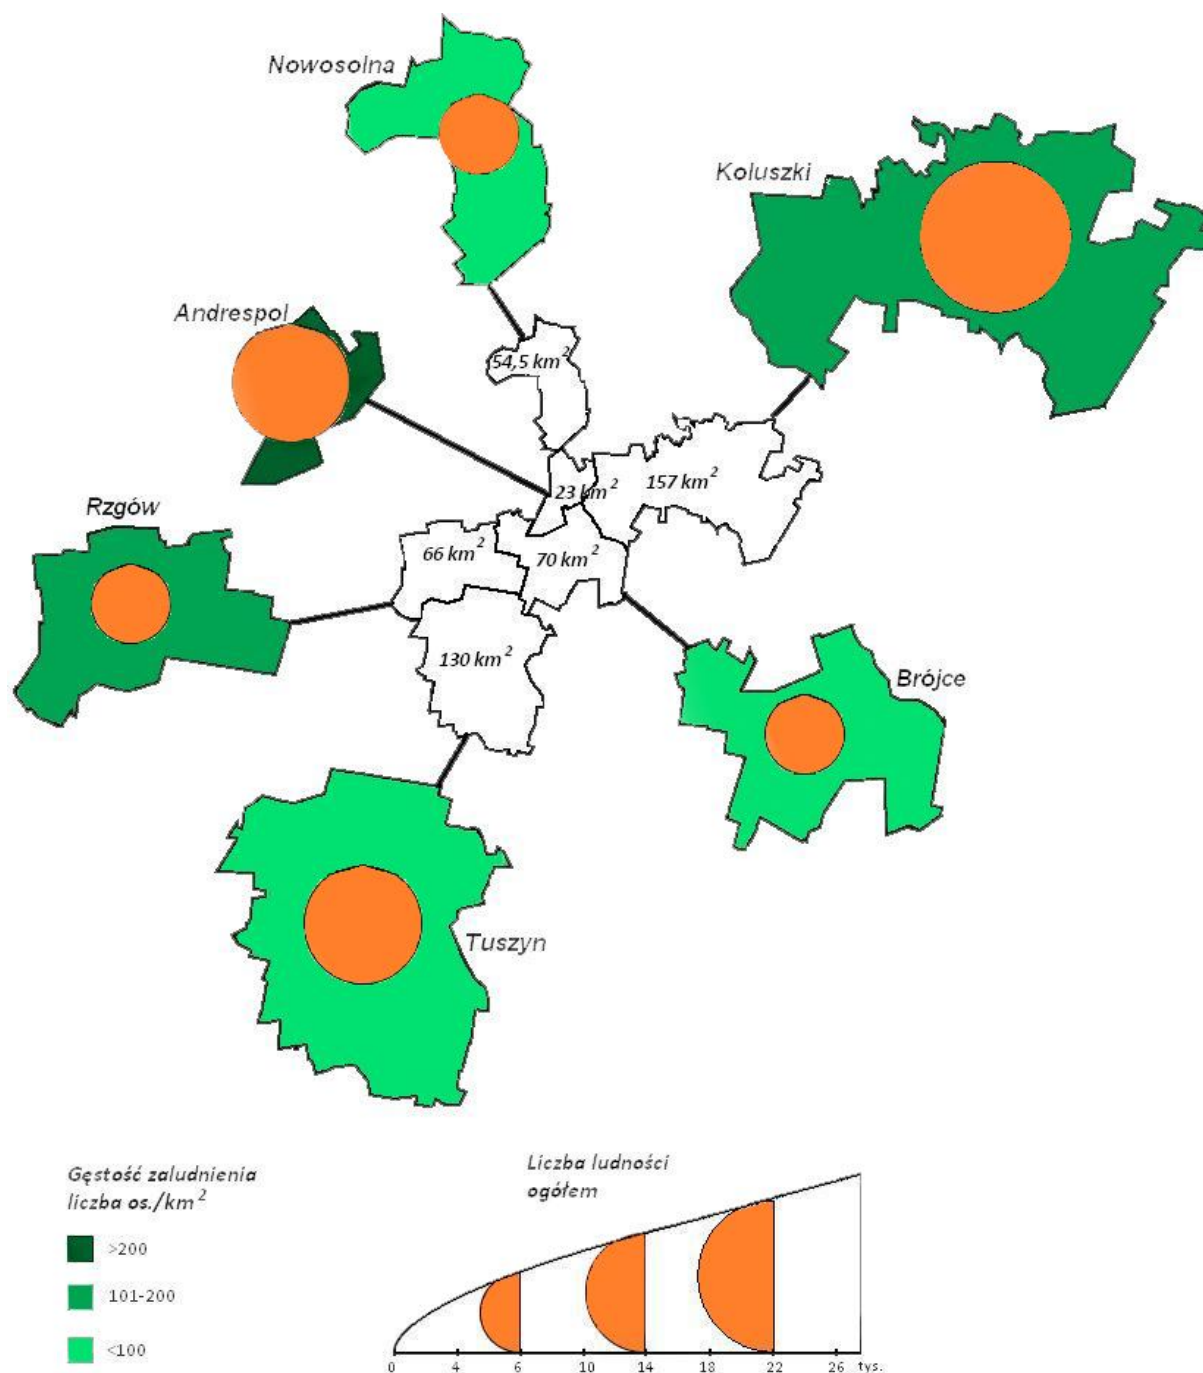 Nowosolna
Koluszki
Andrespol
54,5 km²
Rzgów
23 km²
157 km²
66 km²
70 km²
130 km²
Brójce
Tuszyn
Gęstość zaludnienia
liczba os./km²
>200
101-200
<100
Liczba ludności
ogółem
0 4 6 10 14 18 22 26 tys.